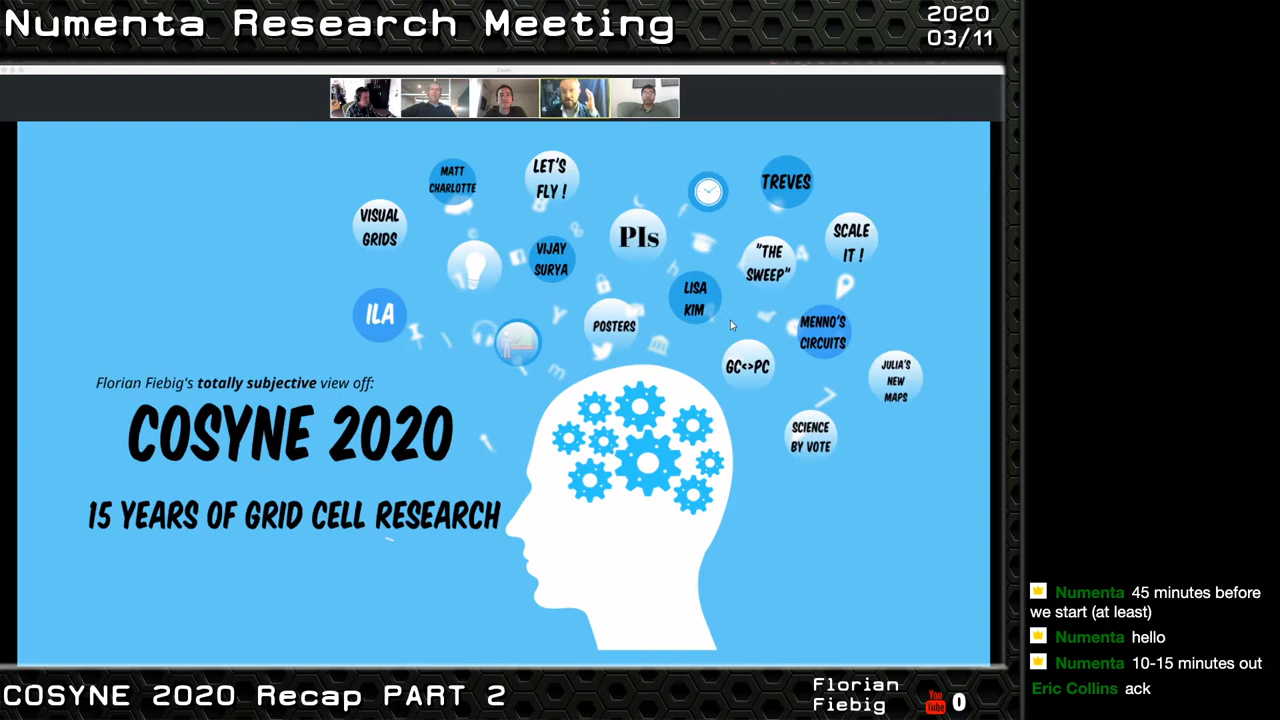 Numenta Research Meeting
2020
03/11
MATT
CHARLOTTE
LET'S
FLY !
TREVES
VISUAL
GRIDS
PIs
SCALE
IT !
VIJAY
SURYA
"THE
SWEEP"
LISA
KIM
ILA
POSTERS
MENNO'S
CIRCUITS
GC<>PC
JULIA'S
NEW
MAPS
SCIENCE
BY VOTE
Florian Fiebig's totally subjective view off:
COSYNE 2020
15 YEARS OF GRID CELL RESEARCH
Numenta 45 minutes before
we start (at least)
Numenta hello
Numenta 10-15 minutes out
Eric Collins ack
COSYNE 2020 Recap PART 2
Florian
Fiebig
You
Tube
0